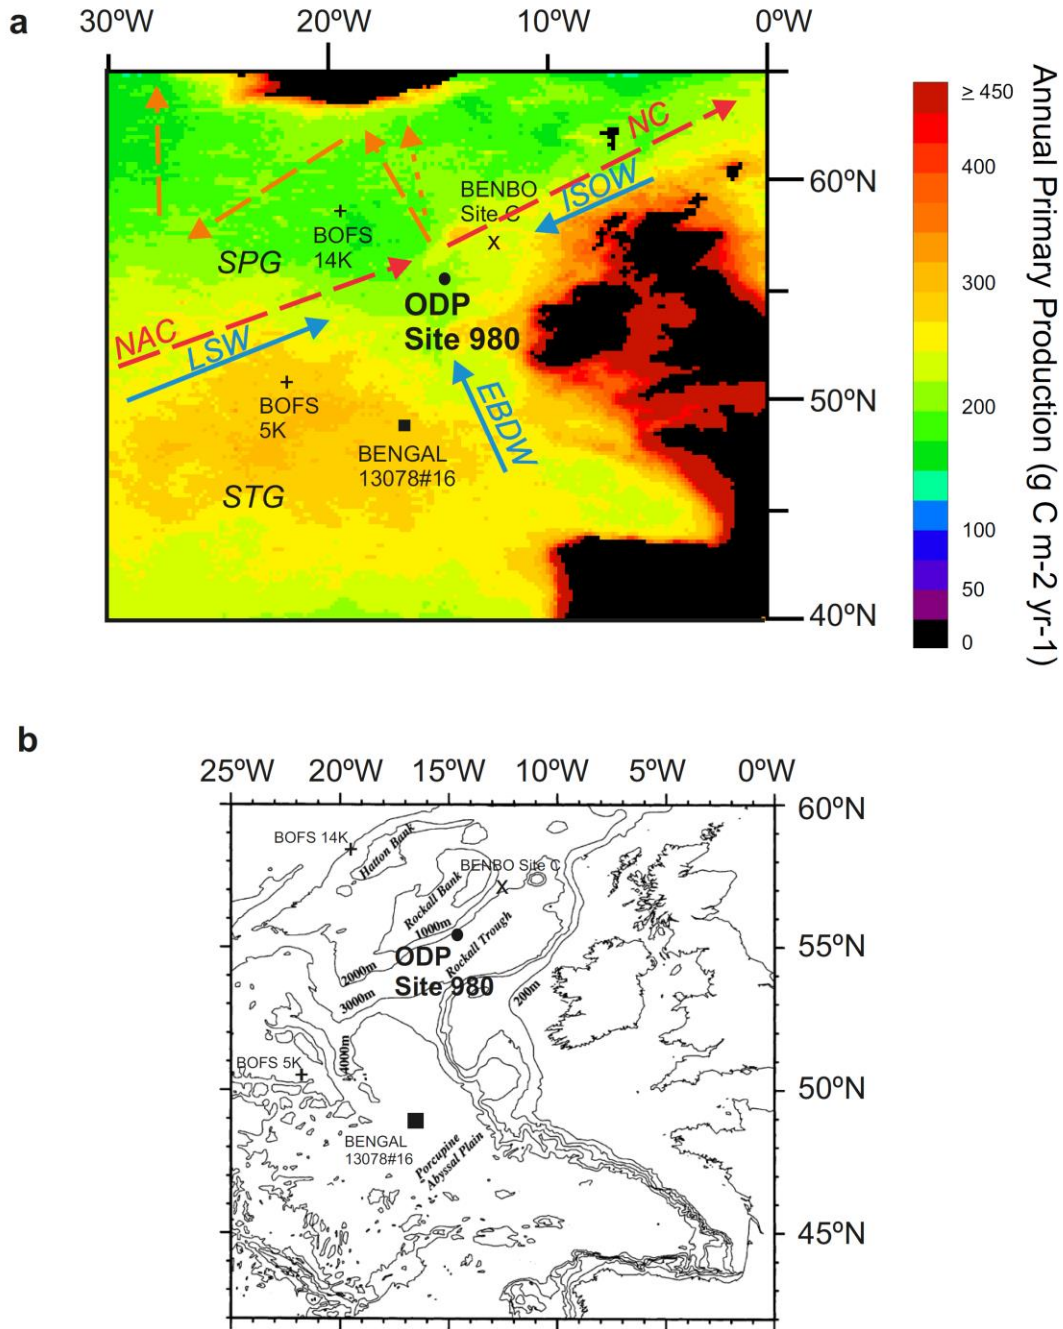 a
30ºW
20ºW
10ºW
0ºW
60ºN
50ºN
40ºN
NC
ISOW
BENBO
Site C
x
BOFS
14K
SPG
ODP
Site 980
NAC
LSW
BOFS
5K
EBDW
BENGAL
13078#16
STG
≥ 450
400
300
200
100
50
0
Annual Primary Production (g C m-2 yr-1)
b
25ºW
20ºW
15ºW
10ºW
5ºW
0ºW
60ºN
55ºN
50ºN
45ºN
BOFS 14K
Hatton Bank
BENBO Site C
X
Rockall Bank
1000m
Rockall Trough
ODP
Site 980
2000m
3000m
200m
4000m
BOFS 5K
BENGAL
13078#16
Porcupine
Abyssal Plain